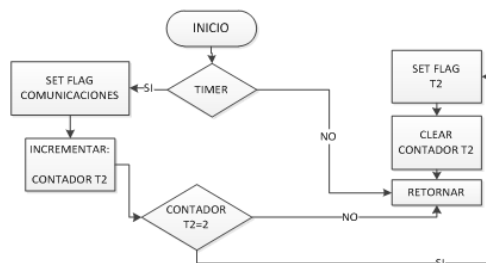 INICIO
TIMER
SI
SET FLAG
COMUNICACIONES
INCREMENTAR:
CONTADOR T2
CONTADOR
T2=2
NO
NO
SI
SET FLAG
T2
CLEAR
CONTADOR T2
RETORNAR